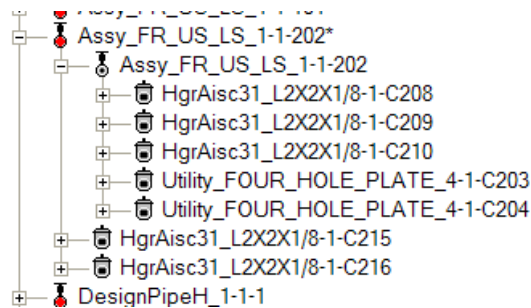 Assy_FR_US_LS_1-1-202*
Assy_FR_US_LS_1-1-202
HgrAisc31_L2X2X1/8-1-C208
HgrAisc31_L2X2X1/8-1-C209
HgrAisc31_L2X2X1/8-1-C210
Utility_FOUR_HOLE_PLATE_4-1-C203
Utility_FOUR_HOLE_PLATE_4-1-C204
HgrAisc31_L2X2X1/8-1-C215
HgrAisc31_L2X2X1/8-1-C216
DesignPipeH_1-1-1